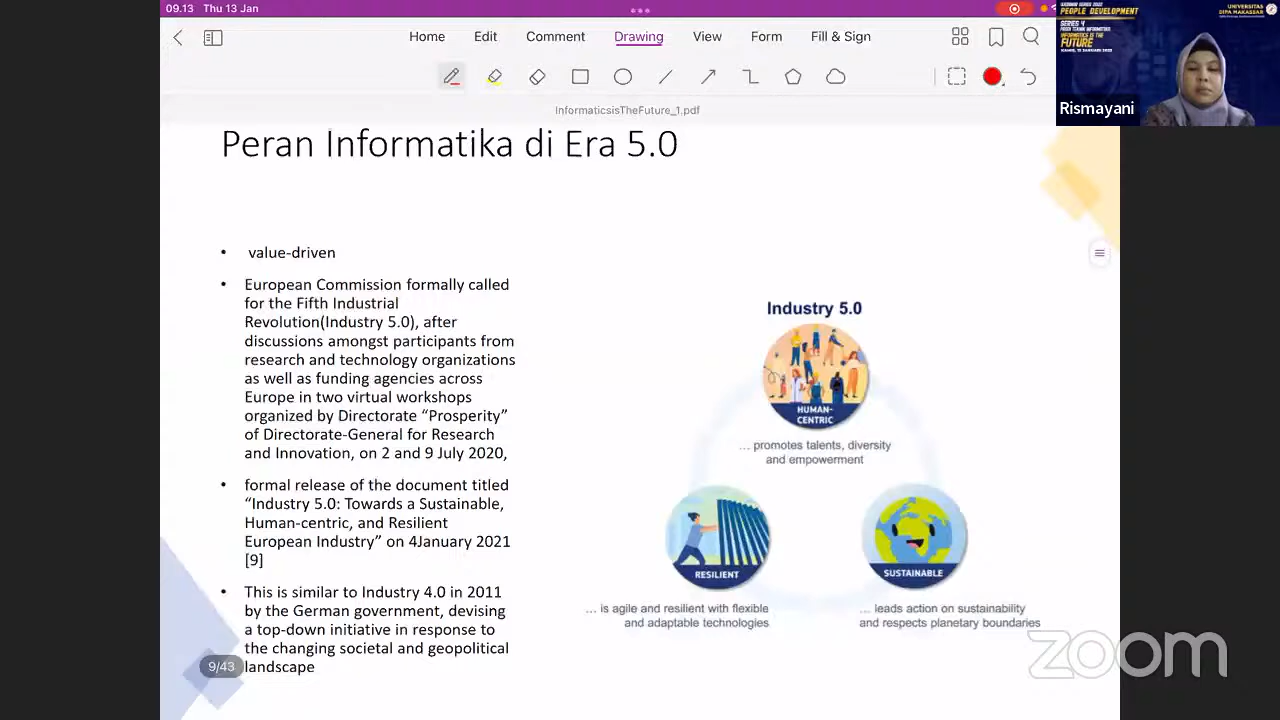 09.13 Thu 13 Jan
Home Edit Comment Drawing View Form Fill & Sign
InformaticsisTheFuture_1.pdf
PEOPLE DEVELOPMENT
SERIES 4
FUTURE
UNIVERSITAS
DIPA MAKASSAR
Rismayani
Peran Informatika di Era 5.0
• value-driven
• European Commission formally called
for the Fifth Industrial
Revolution(Industry 5.0), after
discussions amongst participants from
research and technology organizations
as well as funding agencies across
Europe in two virtual workshops
organized by Directorate “Prosperity”
of Directorate-General for Research
and Innovation, on 2 and 9 July 2020,
• formal release of the document titled
“Industry 5.0: Towards a Sustainable,
Human-centric, and Resilient
European Industry” on 4January 2021
[9]
• This is similar to Industry 4.0 in 2011
by the German government, devising
a top-down initiative in response to
the changing societal and geopolitical
landscape
9/43
Industry 5.0
HUMAN-
CENTRIC
... promotes talents, diversity
and empowerment
RESILIENT
... is agile and resilient with flexible
and adaptable technologies
SUSTAINABLE
... leads action on sustainability
and respects planetary boundaries
zoom